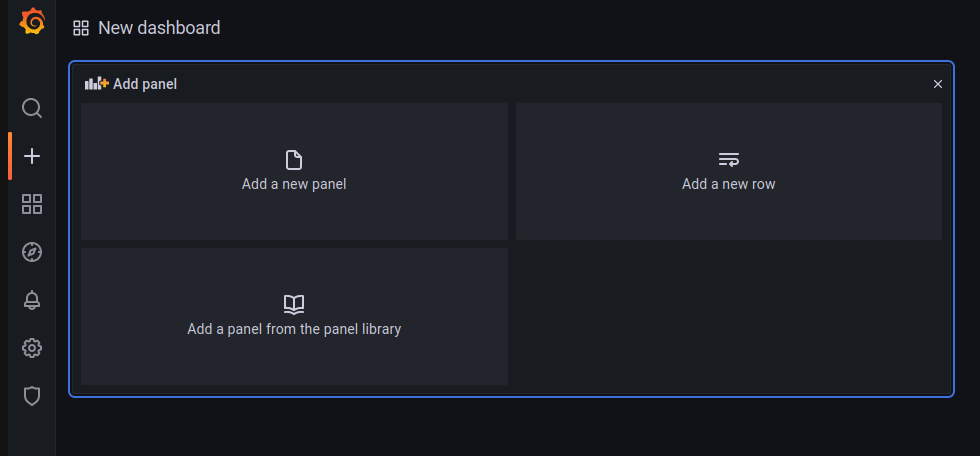 New dashboard
Add panel
Add a new panel
Add a new row
Add a panel from the panel library